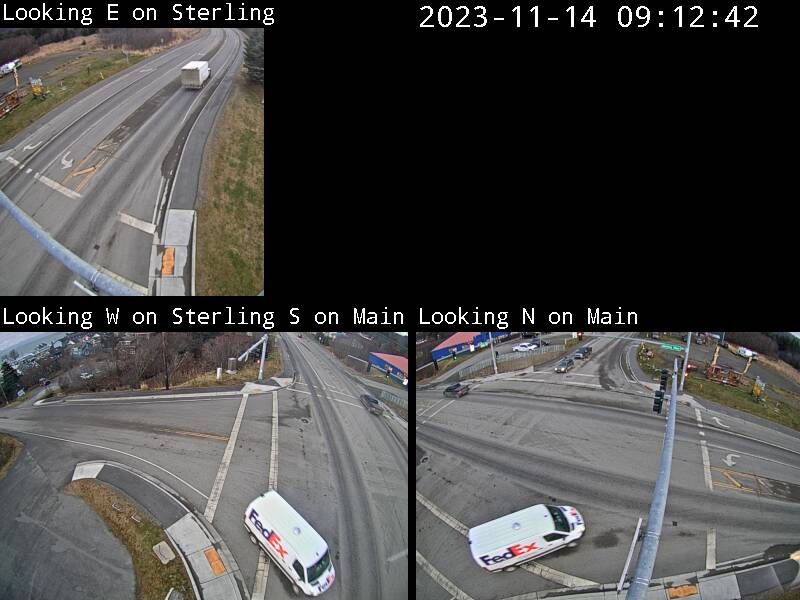 Looking E on Sterling
2023-11-14 09:12:42
Looking W on Sterling S on Main
Looking N on Main
FedEx
FedEx